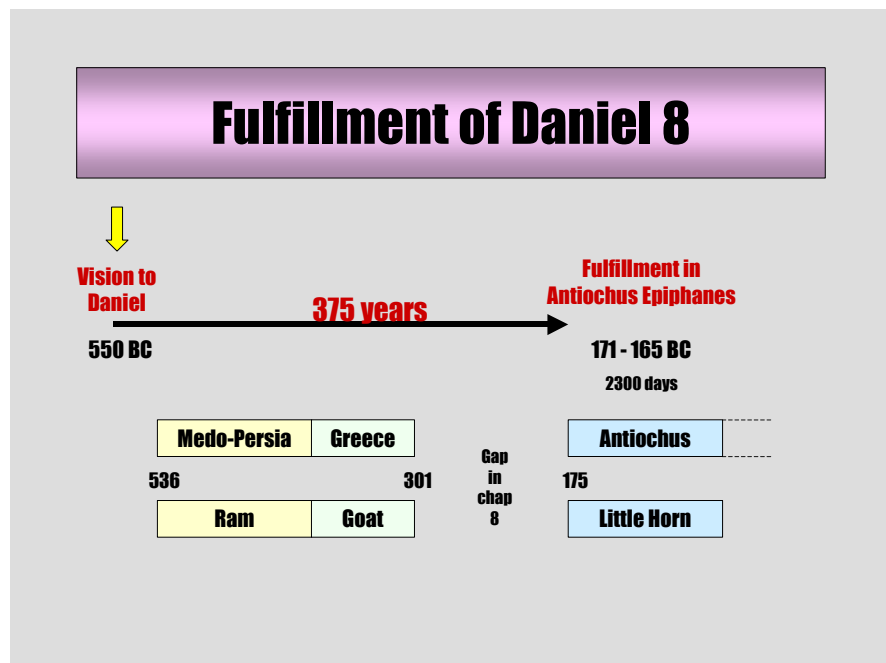 Fulfillment of Daniel 8
Vision to
Daniel
375 years
Fulfillment in
Antiochus Epiphanes
550 BC
171 - 165 BC
2300 days
Medo-Persia
Greece
Antiochus
536
301
Gap
in
chap
8
175
Ram
Goat
Little Horn